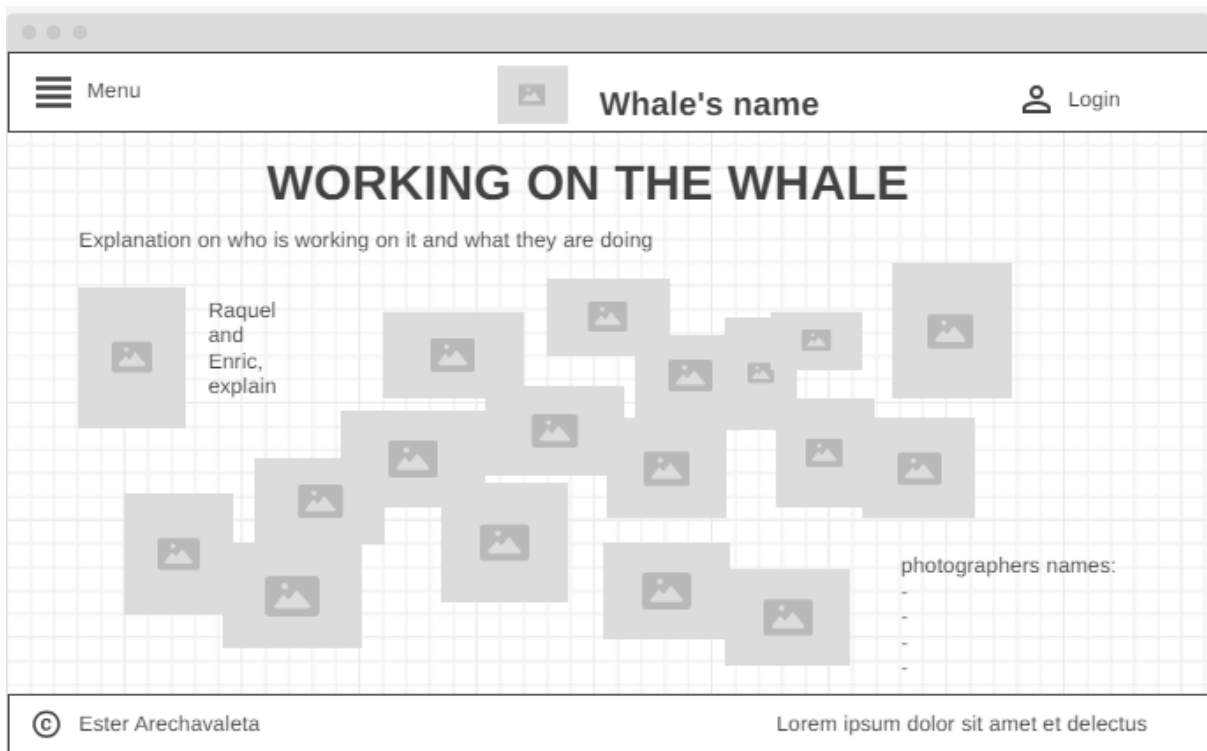 Menu
Whale's name
Login
WORKING ON THE WHALE
Explanation on who is working on it and what they are doing
Raquel
and
Enric,
explain
photographers names:
-
-
-
-
© Ester Arechavaleta
Lorem ipsum dolor sit amet et delectus